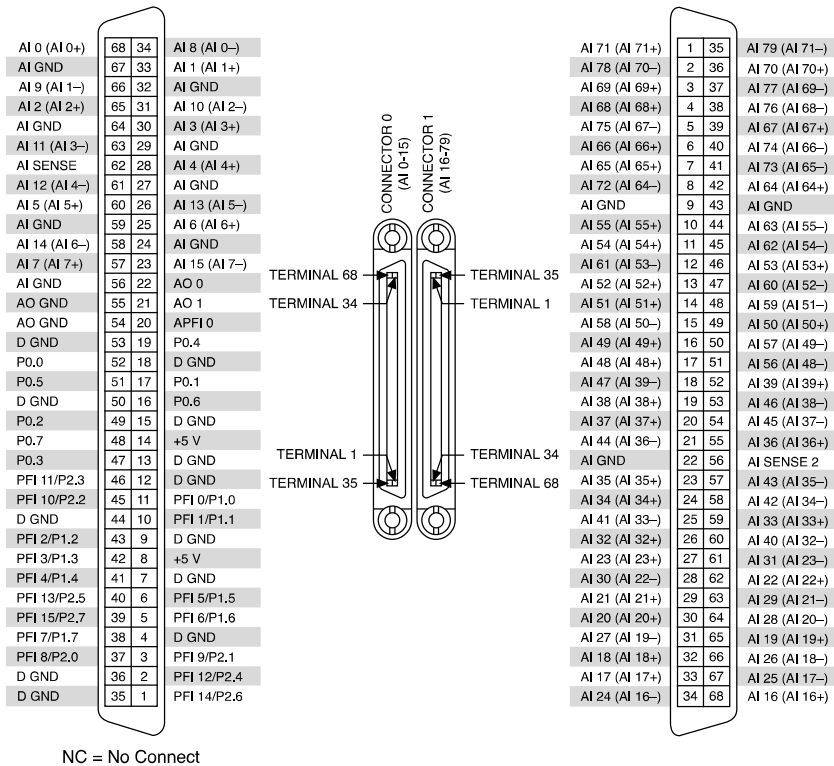 AI 0 (AI 0+) 68 34 AI 8 (AI 0–)
AI GND 67 33 AI 1 (AI 1+)
AI 9 (AI 1–) 66 32 AI GND
AI 2 (AI 2+) 65 31 AI 10 (AI 2–)
AI GND 64 30 AI 3 (AI 3+)
AI 11 (AI 3–) 63 29 AI GND
AI SENSE 62 28 AI 4 (AI 4+)
AI 12 (AI 4–) 61 27 AI GND
AI 5 (AI 5+) 60 26 AI 13 (AI 5–)
AI GND 59 25 AI 6 (AI 6+)
AI 14 (AI 6–) 58 24 AI GND
AI 7 (AI 7+) 57 23 AI 15 (AI 7–)
AI GND 56 22 AO 0
AO GND 55 21 AO 1
AO GND 54 20 APFI 0
D GND 53 19 P0.4
P0.0 52 18 D GND
P0.5 51 17 P0.1
D GND 50 16 P0.6
P0.2 49 15 D GND
P0.7 48 14 +5 V
P0.3 47 13 D GND
PFI 11/P2.3 46 12 D GND
PFI 10/P2.2 45 11 PFI 0/P1.0
D GND 44 10 PFI 1/P1.1
PFI 2/P1.2 43 9 D GND
PFI 3/P1.3 42 8 +5 V
PFI 4/P1.4 41 7 D GND
PFI 13/P2.5 40 6 PFI 5/P1.5
PFI 15/P2.7 39 5 PFI 6/P1.6
PFI 7/P1.7 38 4 D GND
PFI 8/P2.0 37 3 PFI 9/P2.1
D GND 36 2 PFI 12/P2.4
D GND 35 1 PFI 14/P2.6
NC = No Connect
CONNECTOR 0
(AI 0-15)
CONNECTOR 1
(AI 16-79)
TERMINAL 68
TERMINAL 35
TERMINAL 34
TERMINAL 1
TERMINAL 1
TERMINAL 34
TERMINAL 35
TERMINAL 68
AI 71 (AI 71+) 1 35 AI 79 (AI 71–)
AI 78 (AI 70–) 2 36 AI 70 (AI 70+)
AI 69 (AI 69+) 3 37 AI 77 (AI 69–)
AI 68 (AI 68+) 4 38 AI 76 (AI 68–)
AI 75 (AI 67–) 5 39 AI 67 (AI 67+)
AI 66 (AI 66+) 6 40 AI 74 (AI 66–)
AI 65 (AI 65+) 7 41 AI 73 (AI 65–)
AI 72 (AI 64–) 8 42 AI 64 (AI 64+)
AI GND 9 43 AI GND
AI 55 (AI 55+) 10 44 AI 63 (AI 55–)
AI 54 (AI 54+) 11 45 AI 62 (AI 54–)
AI 61 (AI 53–) 12 46 AI 53 (AI 53+)
AI 52 (AI 52+) 13 47 AI 60 (AI 52–)
AI 51 (AI 51+) 14 48 AI 59 (AI 51–)
AI 58 (AI 50–) 15 49 AI 50 (AI 50+)
AI 49 (AI 49+) 16 50 AI 57 (AI 49–)
AI 48 (AI 48+) 17 51 AI 56 (AI 48–)
AI 47 (AI 39–) 18 52 AI 39 (AI 39+)
AI 38 (AI 38+) 19 53 AI 46 (AI 38–)
AI 37 (AI 37+) 20 54 AI 45 (AI 37–)
AI 44 (AI 36–) 21 55 AI 36 (AI 36+)
AI GND 22 56 AI SENSE 2
AI 35 (AI 35+) 23 57 AI 43 (AI 35–)
AI 34 (AI 34+) 24 58 AI 42 (AI 34–)
AI 41 (AI 33–) 25 59 AI 33 (AI 33+)
AI 32 (AI 32+) 26 60 AI 40 (AI 32–)
AI 23 (AI 23+) 27 61 AI 31 (AI 23–)
AI 30 (AI 22–) 28 62 AI 22 (AI 22+)
AI 21 (AI 21+) 29 63 AI 29 (AI 21–)
AI 20 (AI 20+) 30 64 AI 28 (AI 20–)
AI 27 (AI 19–) 31 65 AI 19 (AI 19+)
AI 18 (AI 18+) 32 66 AI 26 (AI 18–)
AI 17 (AI 17+) 33 67 AI 25 (AI 17–)
AI 24 (AI 16–) 34 68 AI 16 (AI 16+)